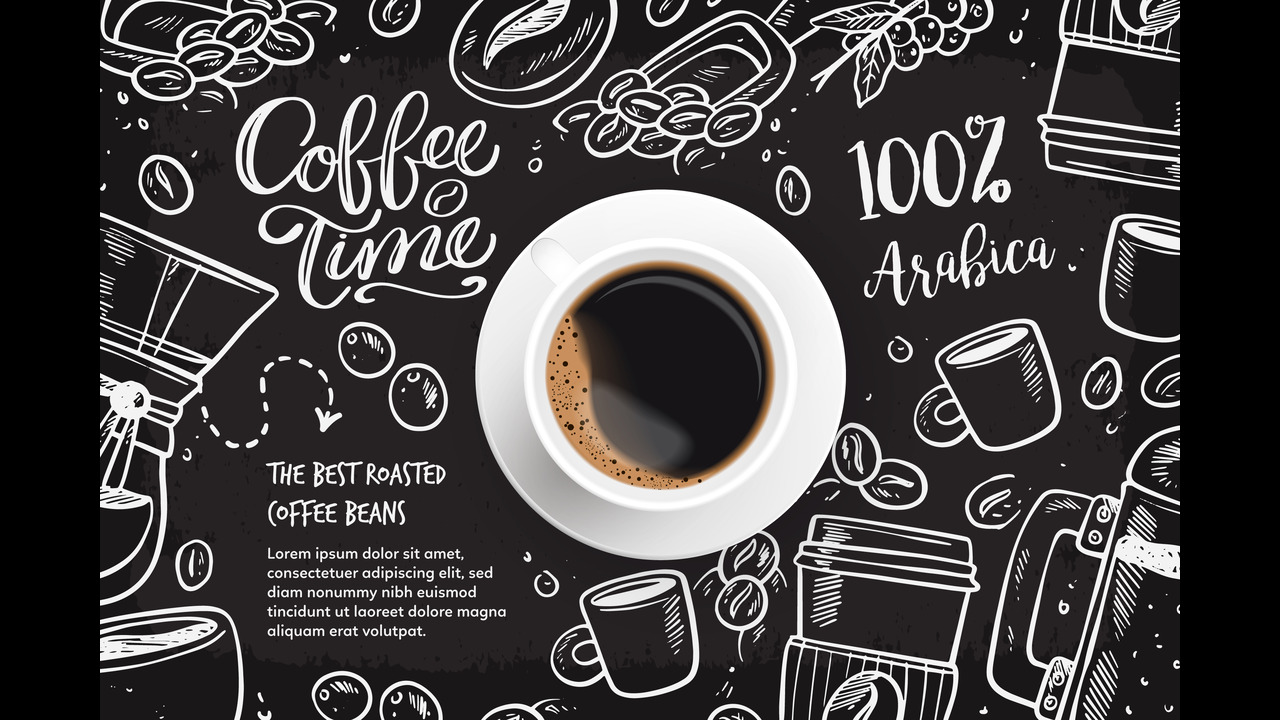 Coffee
Time
100%
Arabica
THE BEST ROASTED
COFFEE BEANS
Lorem ipsum dolor sit amet,
consectetuer adipiscing elit, sed
diam nonummy nibh euismod
tincidunt ut laoreet dolore magna
aliquam erat volutpat.